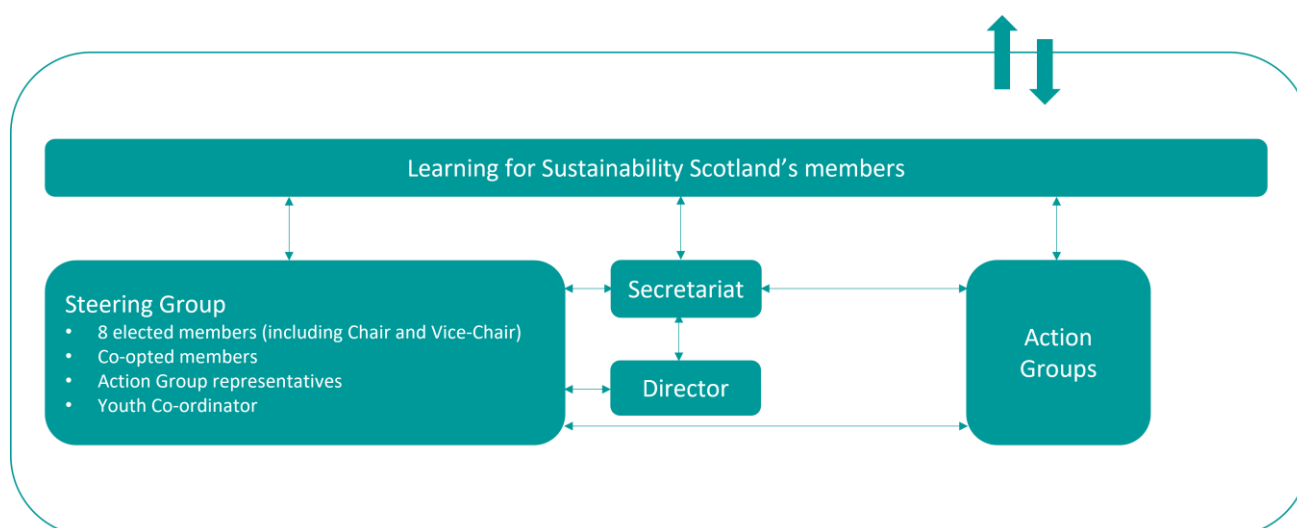 Learning for Sustainability Scotland’s members
Steering Group
• 8 elected members (including Chair and Vice-Chair)
• Co-opted members
• Action Group representatives
• Youth Co-ordinator
Secretariat
Director
Action
Groups